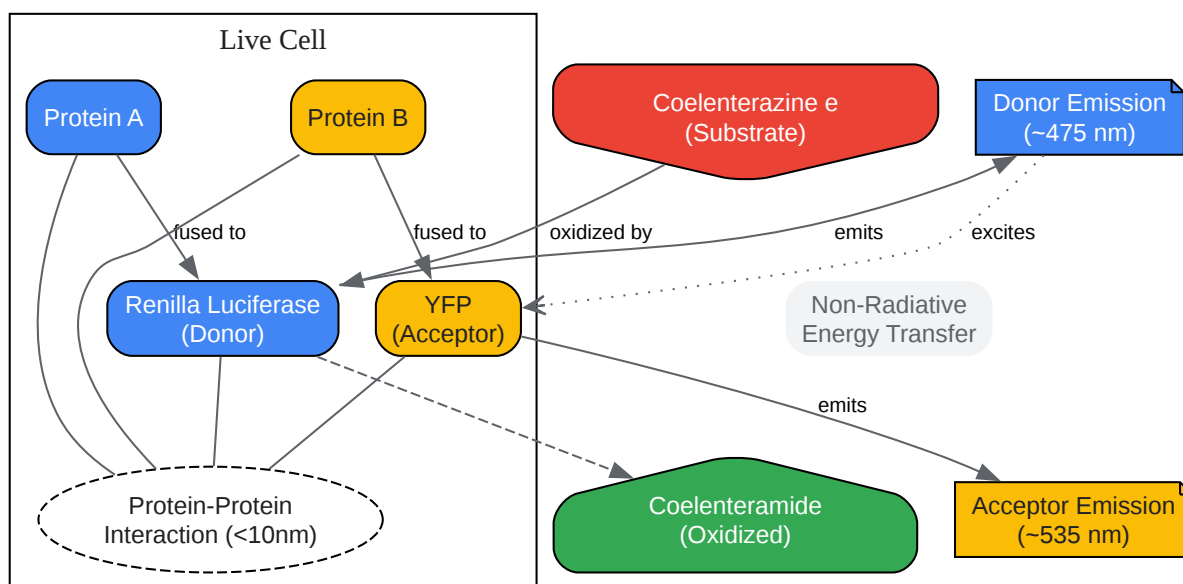 Live Cell
Protein A
Protein B
Coelenterazine e
(Substrate)
Donor Emission
(~475 nm)
fused to
fused to
oxidized by
emits
excites
Renilla Luciferase
(Donor)
YFP
(Acceptor)
Non-Radiative
Energy Transfer
emits
Protein-Protein
Interaction (<10nm)
Coelenteramide
(Oxidized)
Acceptor Emission
(~535 nm)